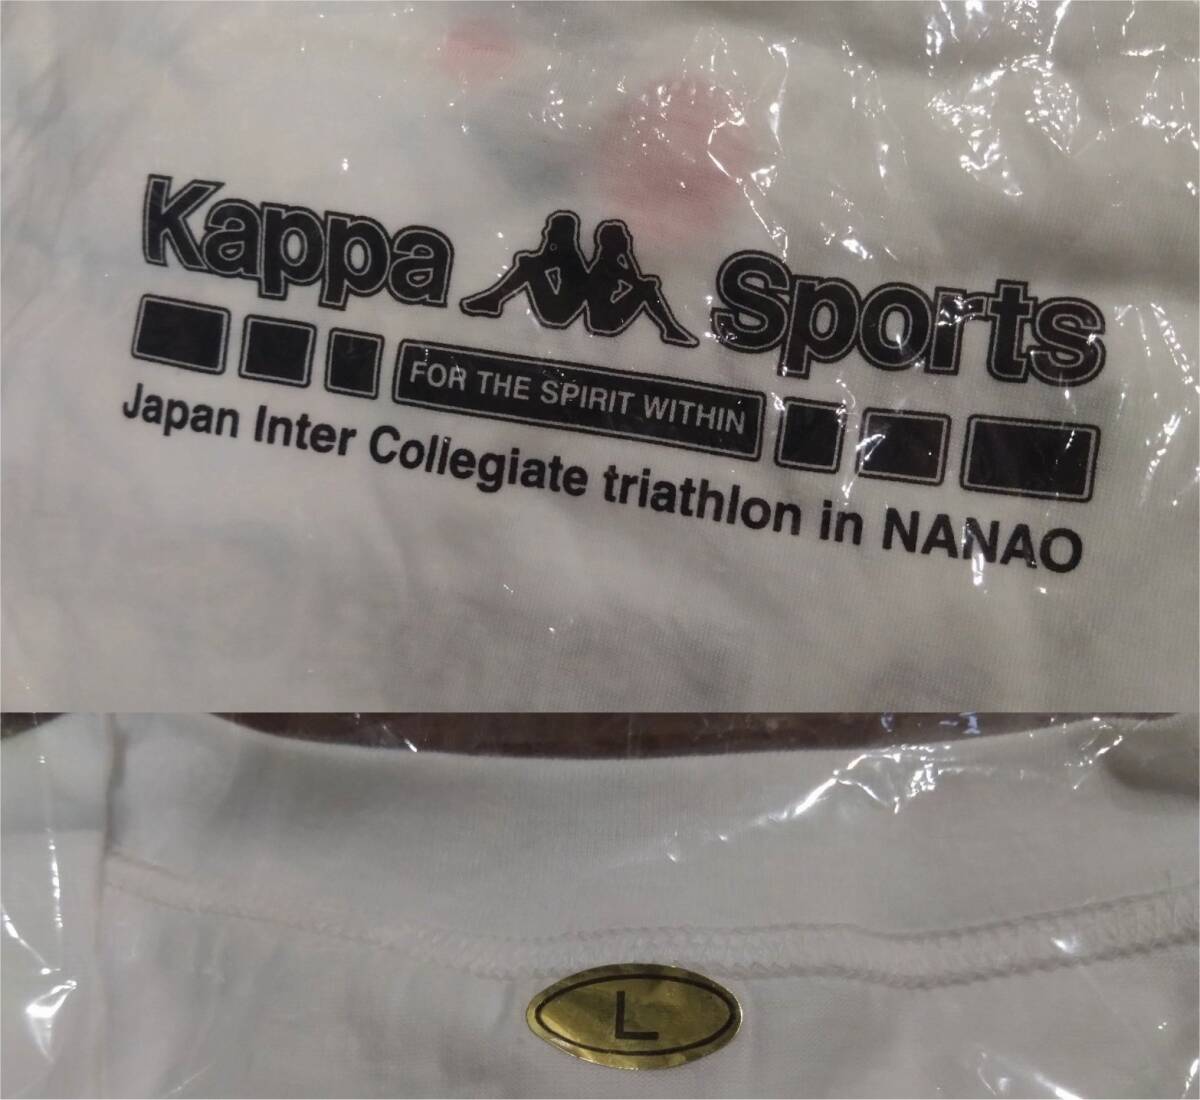 Kappa Sports
FOR THE SPIRIT WITHIN
Japan Inter Collegiate triathlon in NANAO
L